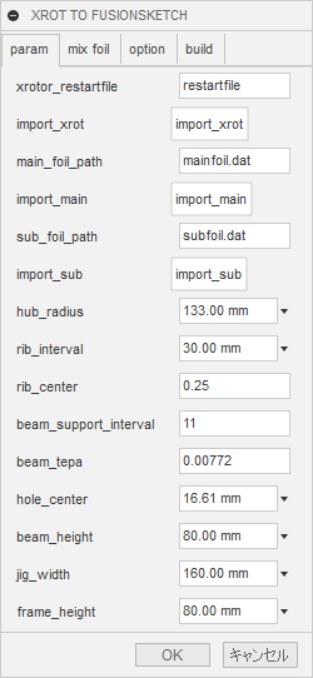 XROT TO FUSIONSKETCH
param mix foil option build
xrotor_restartfile restartfile
import_xrot import_xrot
main_foil_path mainfoil.dat
import_main import_main
sub_foil_path subfoil.dat
import_sub import_sub
hub_radius 133.00 mm
rib_interval 30.00 mm
rib_center 0.25
beam_support_interval 11
beam_tepa 0.00772
hole_center 16.61 mm
beam_height 80.00 mm
jig_width 160.00 mm
frame_height 80.00 mm
OK キャンセル